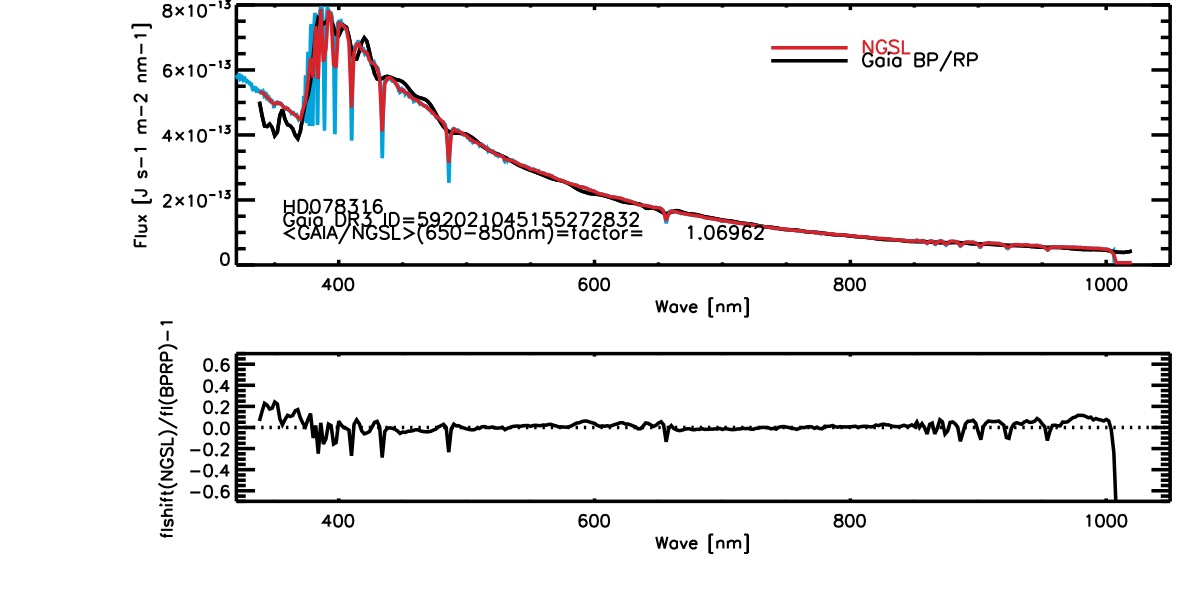 8×10⁻¹³
6×10⁻¹³
4×10⁻¹³
2×10⁻¹³
0
Flux [J s-1 m-2 nm-1]
NGSL
Gaia BP/RP
HD078316
Gaia DR3 ID=592021045155272832
<GAIA/NGSL>(650-850nm)=factor= 1.06962
400 600 800 1000
Wave [nm]
flshift(NGSL)/fl(BPRP)-1
0.6
0.4
0.2
0.0
-0.2
-0.4
-0.6
400 600 800 1000
Wave [nm]